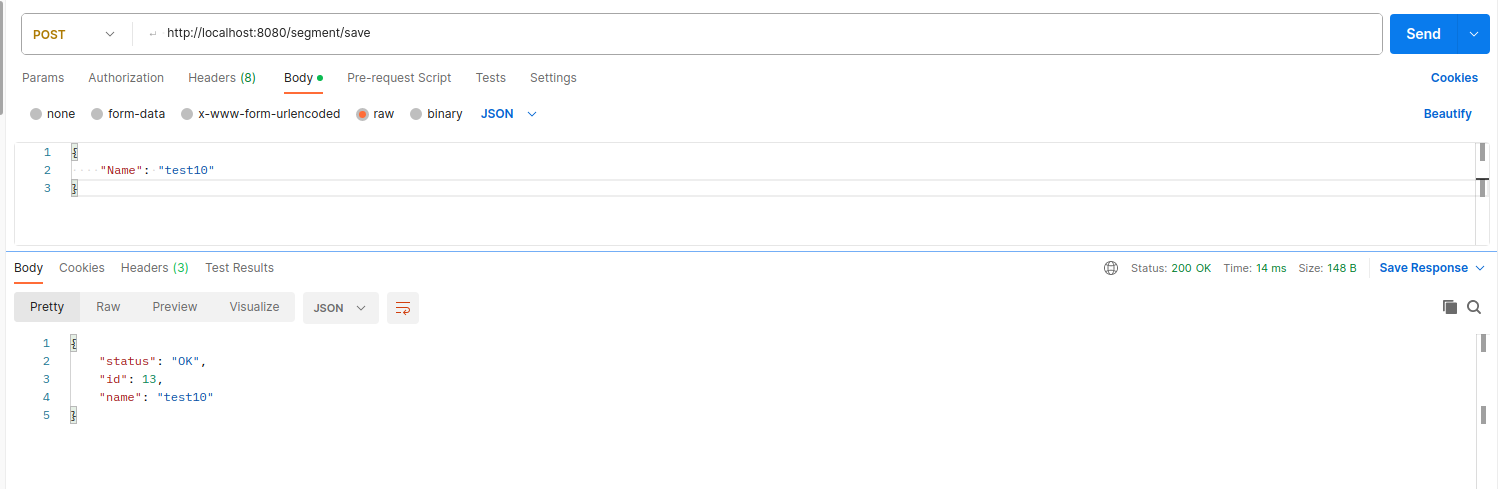 POST http://localhost:8080/segment/save Send
Params Authorization Headers (8) Body Pre-request Script Tests Settings Cookies
none form-data x-www-form-urlencoded raw binary JSON Beautify
1 {
2 "Name": "test10"
3 }
Body Cookies Headers (3) Test Results Status: 200 OK Time: 14 ms Size: 148 B Save Response
Pretty Raw Preview Visualize JSON
1 {
2 "status": "OK",
3 "id": 13,
4 "name": "test10"
5 }